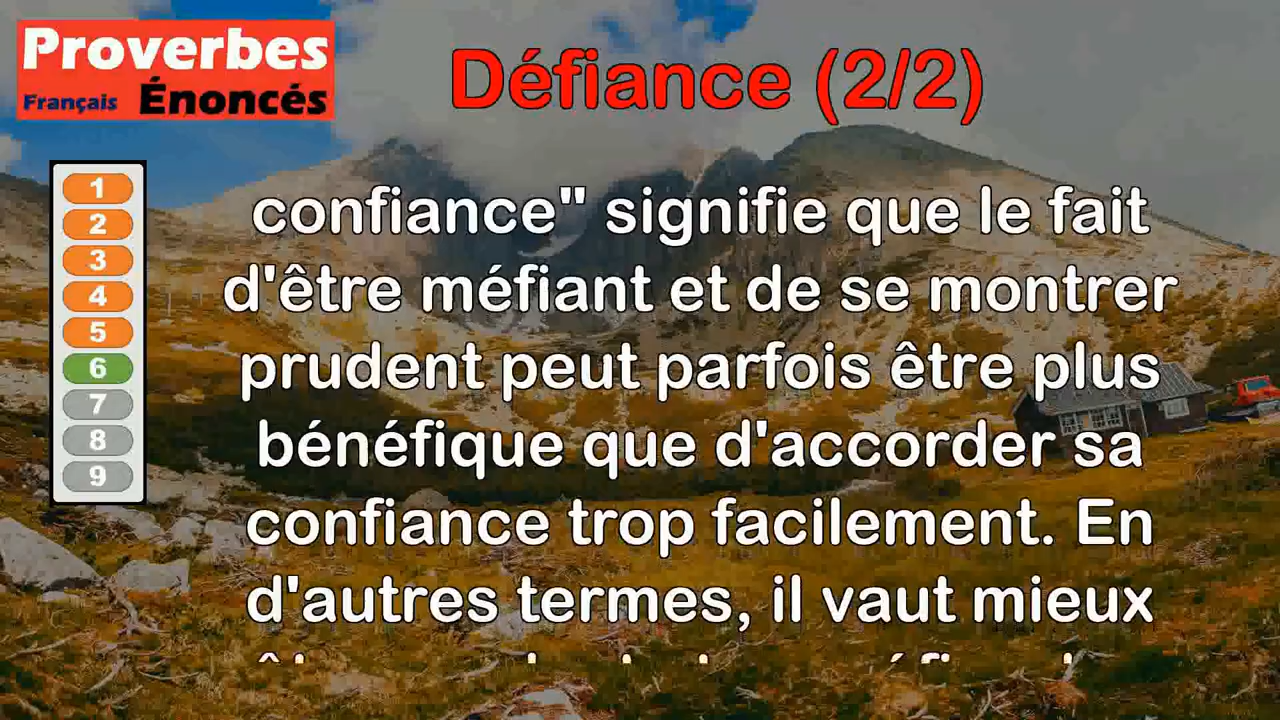 Proverbes
Français Énoncés
Défiance (2/2)
1
2
3
4
5
6
7
8
9
confiance" signifie que le fait
d'être méfiant et de se montrer
prudent peut parfois être plus
bénéfique que d'accorder sa
confiance trop facilement. En
d'autres termes, il vaut mieux